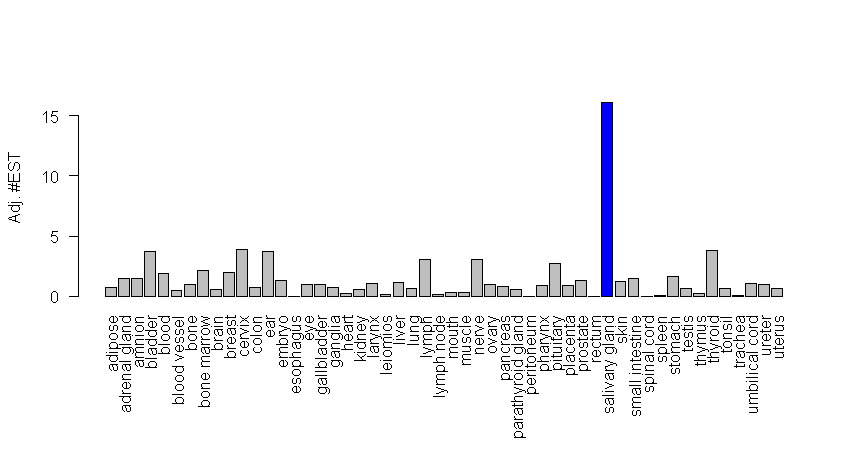 Adj. #EST
15
10
5
0
adipose
adrenal gland
amnion
bladder
blood
blood vessel
bone
bone marrow
brain
breast
cervix
colon
ear
embryo
esophagus
eye
gallbladder
ganglia
heart
kidney
larynx
leiomios
liver
lung
lymph
lymph node
mouth
muscle
nerve
ovary
pancreas
parathyroid gland
peritoneum
pharynx
pituitary
placenta
prostate
rectum
salivary gland
skin
small intestine
spinal cord
spleen
stomach
testis
thymus
thyroid
tonsil
trachea
umbilical cord
ureter
uterus